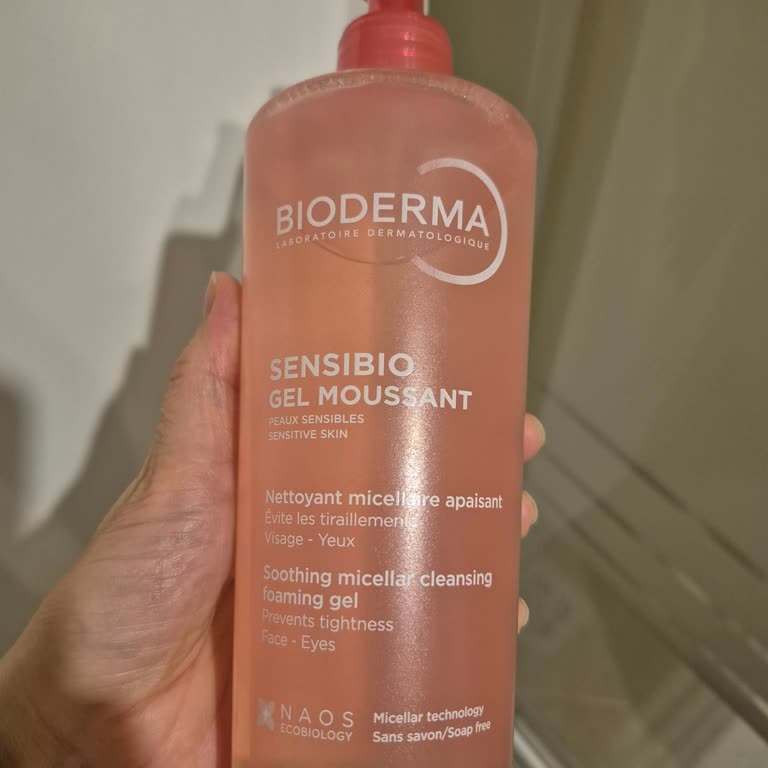 BIODERMA
LABORATOIRE DERMATOLOGIQUE
SENSIBIO
GEL MOUSSANT
PEAUX SENSIBLES
SENSITIVE SKIN
Nettoyant micellaire apaisant
Évite les tiraillements
Visage - Yeux
Soothing micellar cleansing
foaming gel
Prevents tightness
Face - Eyes
NAOS
ECOBIOLOGY
Micellar technology
Sans savon/Soap free